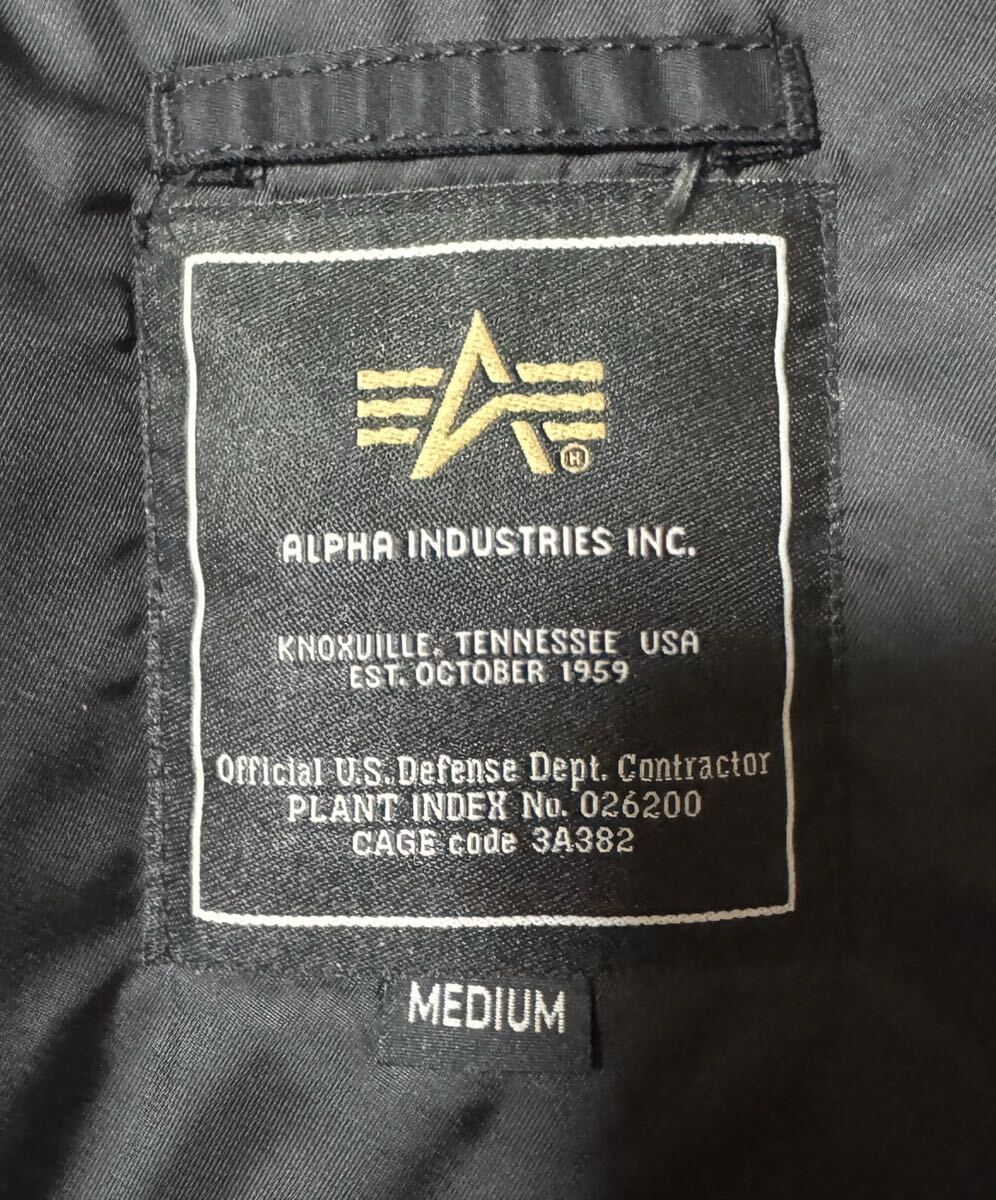 ALPHA INDUSTRIES INC.
KNOXVILLE, TENNESSEE USA
EST. OCTOBER 1959
Official U.S. Defense Dept. Contractor
PLANT INDEX No. 026200
CAGE code 3A382
MEDIUM